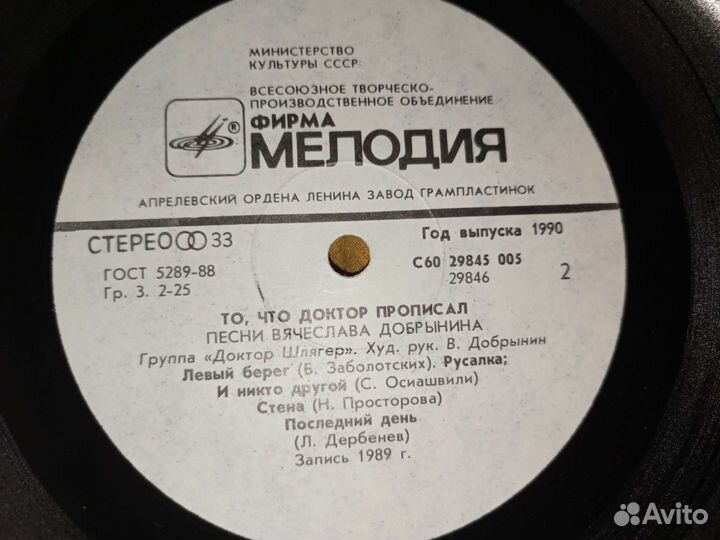 МИНИСТЕРСТВО
КУЛЬТУРЫ СССР
ВСЕСОЮЗНОЕ ТВОРЧЕСКО-
ПРОИЗВОДСТВЕННОЕ ОБЪЕДИНЕНИЕ
ФИРМА
®
МЕЛОДИЯ
АПРЕЛЕВСКИЙ ОРДЕНА ЛЕНИНА ЗАВОД ГРАМПЛАСТИНОК
СТЕРЕО 33
Год выпуска 1990
ГОСТ 5289-88
С60 29845 005
Гр. 3. 2-25
29846
2
ТО, ЧТО ДОКТОР ПРОПИСАЛ
ПЕСНИ ВЯЧЕСЛАВА ДОБРЫНИНА
Группа «Доктор Шлягер». Худ. рук. В. Добрынин
Левый берег (Б. Заболотских). Русалка;
И никто другой (С. Осиашвили)
Стена (Н. Просторова)
Последний день
(Л. Дербенев)
Запись 1989 г.
Avito